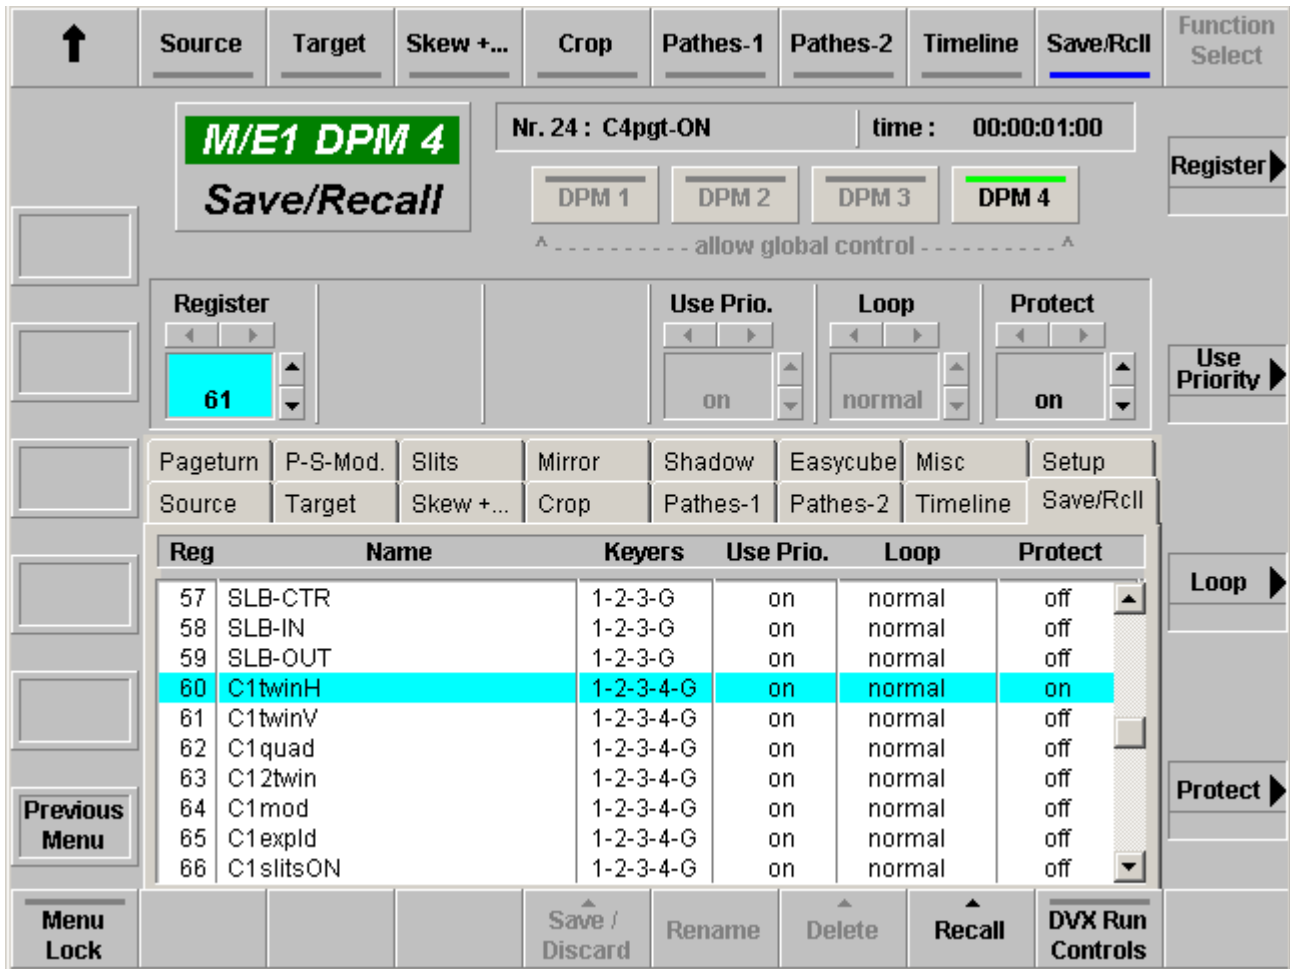 Source Target Skew +... Crop Pathes-1 Pathes-2 Timeline Save/Rcll Function Select
M/E1 DPM 4
Save/Recall
Nr. 24 : C4pgt-ON time : 00:00:01:00
DPM 1 DPM 2 DPM 3 DPM 4
^ - - - - - - - - - - allow global control - - - - - - - - - - ^
Register
Register Use Prio. Loop Protect
61 on normal on
Use
Priority
Pageturn P-S-Mod. Slits Mirror Shadow Easycube Misc Setup
Source Target Skew +... Crop Pathes-1 Pathes-2 Timeline Save/Rcll
Reg Name Keyers Use Prio. Loop Protect
57 SLB-CTR 1-2-3-G on normal off
58 SLB-IN 1-2-3-G on normal off
59 SLB-OUT 1-2-3-G on normal off
60 C1twinH 1-2-3-4-G on normal on
61 C1twinV 1-2-3-4-G on normal off
62 C1quad 1-2-3-4-G on normal off
63 C12twin 1-2-3-4-G on normal off
64 C1mod 1-2-3-4-G on normal off
65 C1expld 1-2-3-4-G on normal off
66 C1slitsON 1-2-3-4-G on normal off
Loop
Protect
Previous
Menu
Menu
Lock
Save /
Discard
Rename
Delete
Recall
DVX Run
Controls